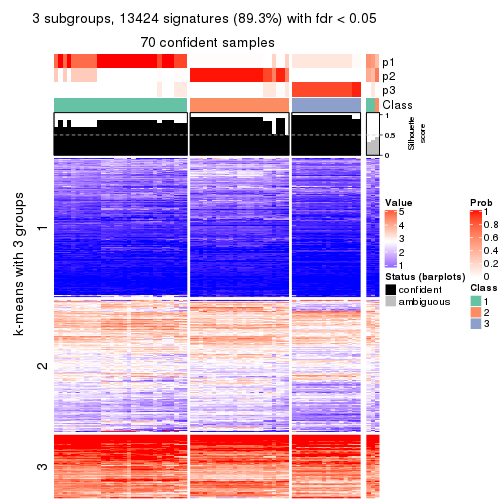 3 subgroups, 13424 signatures (89.3%) with fdr < 0.05
70 confident samples
p1
p2
p3
Class
1
0.5
0
Silhouette
score
k-means with 3 groups
1
2
3
Value
5
4
3
2
1
Status (barplots)
confident
ambiguous
Prob
1
0.8
0.6
0.4
0.2
0
Class
1
2
3